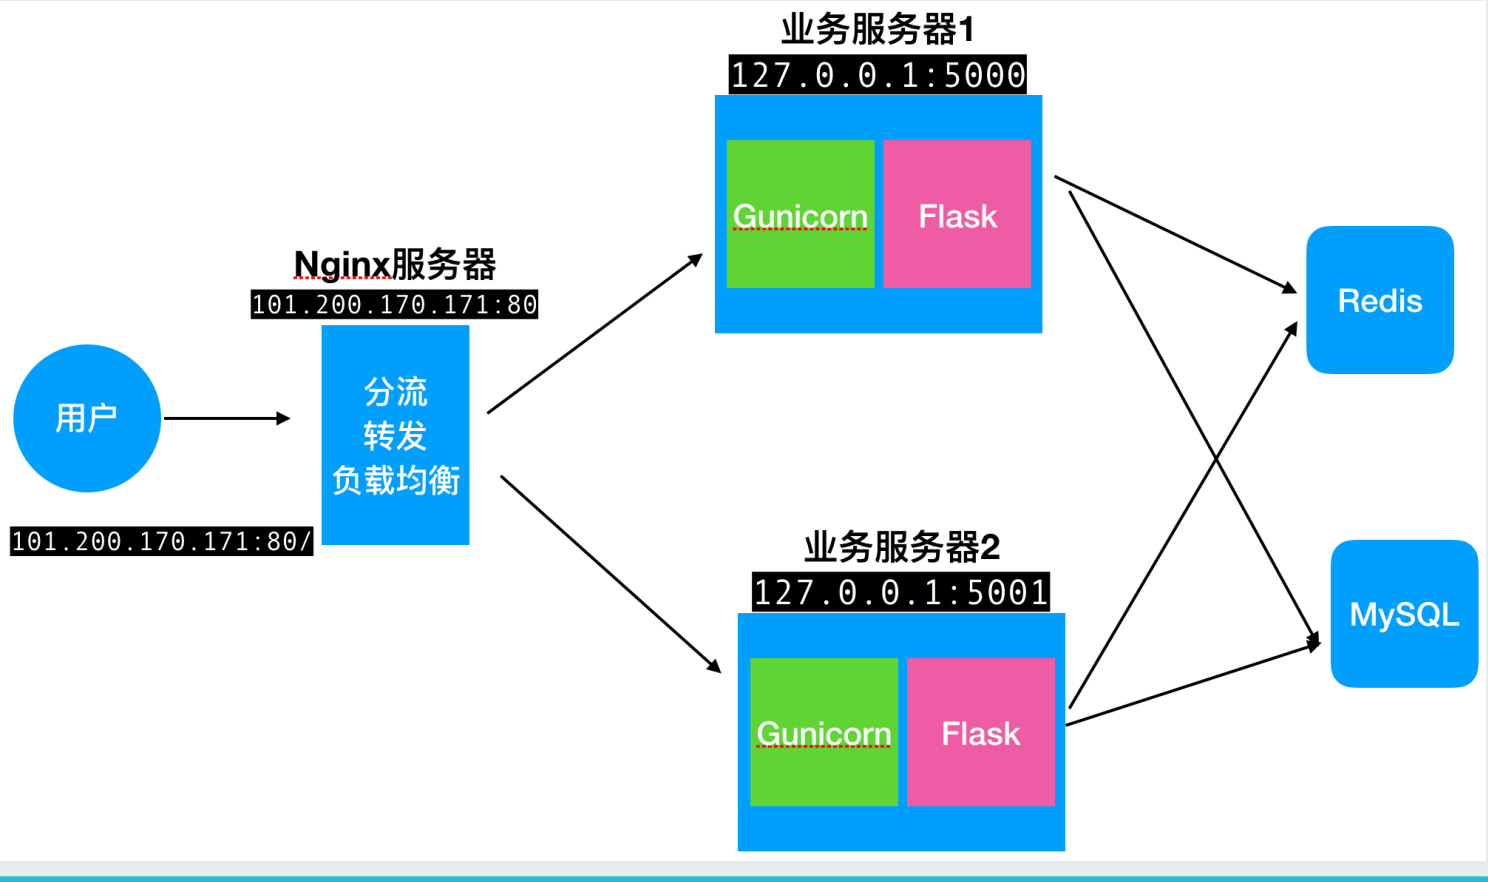 用户
101.200.170.171:80/
Nginx服务器
101.200.170.171:80
分流
转发
负载均衡
业务服务器1
127.0.0.1:5000
Gunicorn
Flask
业务服务器2
127.0.0.1:5001
Gunicorn
Flask
Redis
MySQL